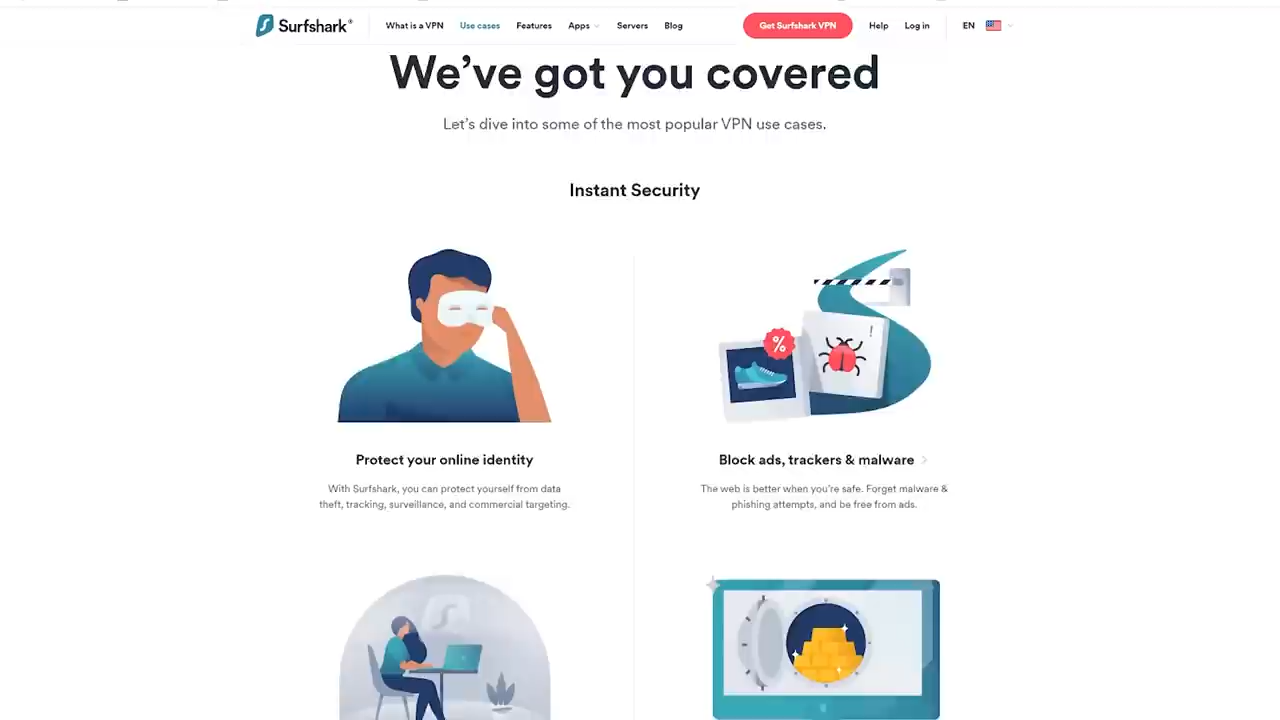 Surfshark®
What is a VPN
Use cases
Features
Apps
Servers
Blog
Get Surfshark VPN
Help
Log in
EN
We've got you covered
Let's dive into some of the most popular VPN use cases.
Instant Security
%
!
Protect your online identity
With Surfshark, you can protect yourself from data
theft, tracking, surveillance, and commercial targeting.
Block ads, trackers & malware
The web is better when you're safe. Forget malware &
phishing attempts, and be free from ads.